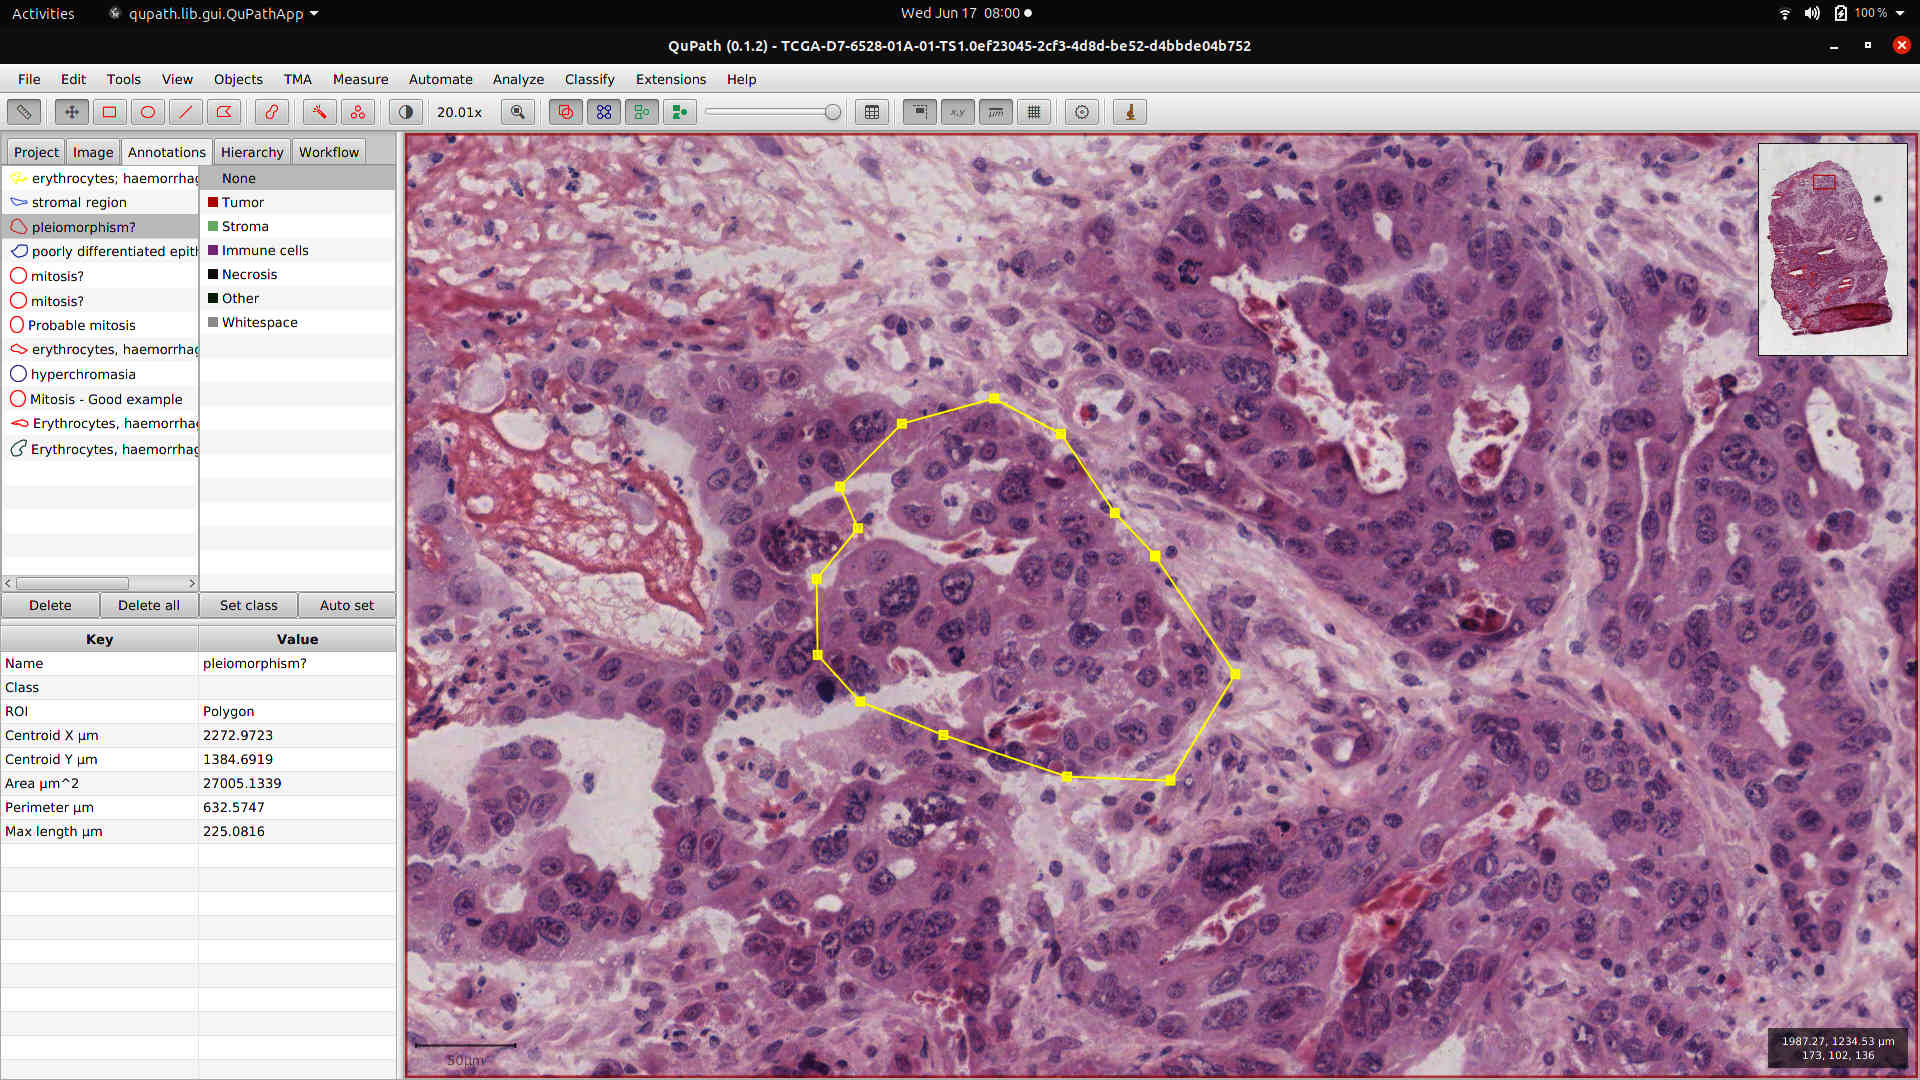 Activities qupath.lib.gui.QuPathApp Wed Jun 17 08:00 100 %
QuPath (0.1.2) - TCGA-D7-6528-01A-01-TS1.0ef23045-2cf3-4d8d-be52-d4bbde04b752
File Edit Tools View Objects TMA Measure Automate Analyze Classify Extensions Help
20.01x x,y μm
Project Image Annotations Hierarchy Workflow
erythrocytes; haemorrhag
stromal region
pleiomorphism?
poorly differentiated epith
mitosis?
mitosis?
Probable mitosis
erythrocytes, haemorrhag
hyperchromasia
Mitosis - Good example
Erythrocytes, haemorrhag
Erythrocytes, haemorrhag
None
Tumor
Stroma
Immune cells
Necrosis
Other
Whitespace
Delete Delete all Set class Auto set
Key Value
Name pleiomorphism?
Class
ROI Polygon
Centroid X μm 2272.9723
Centroid Y μm 1384.6919
Area μm^2 27005.1339
Perimeter μm 632.5747
Max length μm 225.0816
50μm
1987.27, 1234.53 μm
173, 102, 136